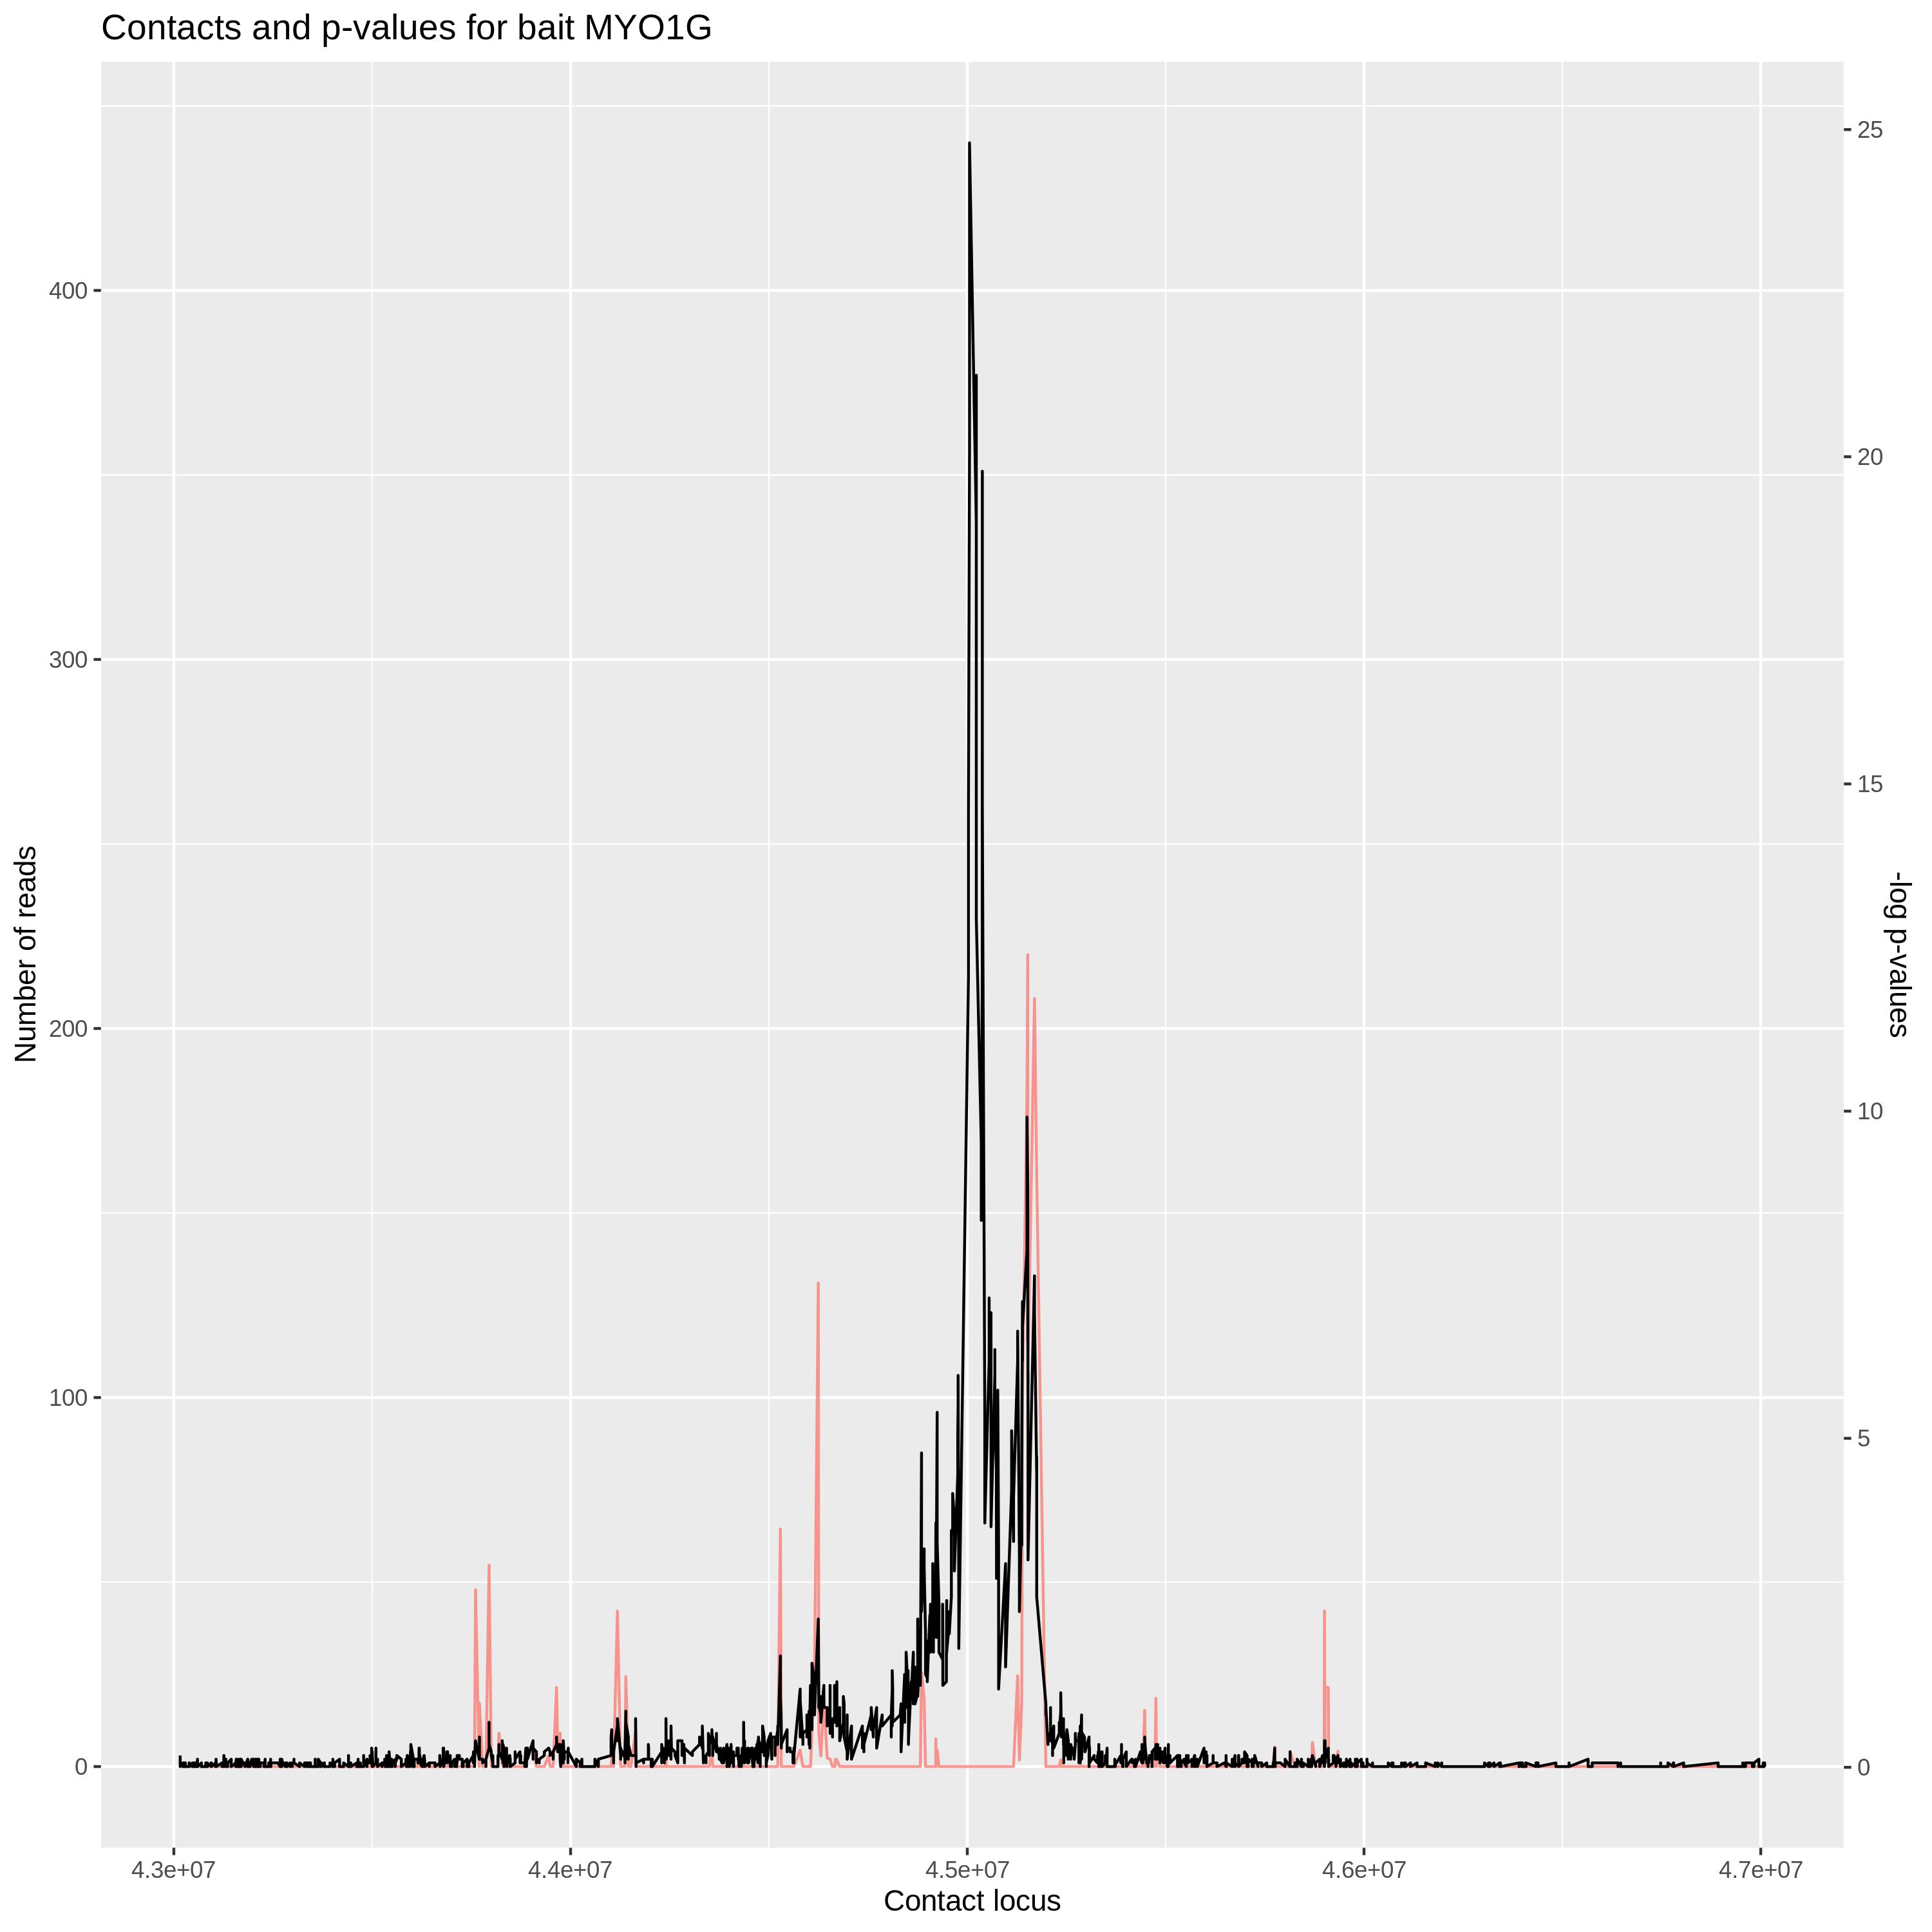 Contacts and p-values for bait MYO1G
Number of reads
400
300
200
100
0
25
20
15
10
5
0
-log p-values
4.3e+07 4.4e+07 4.5e+07 4.6e+07 4.7e+07
Contact locus